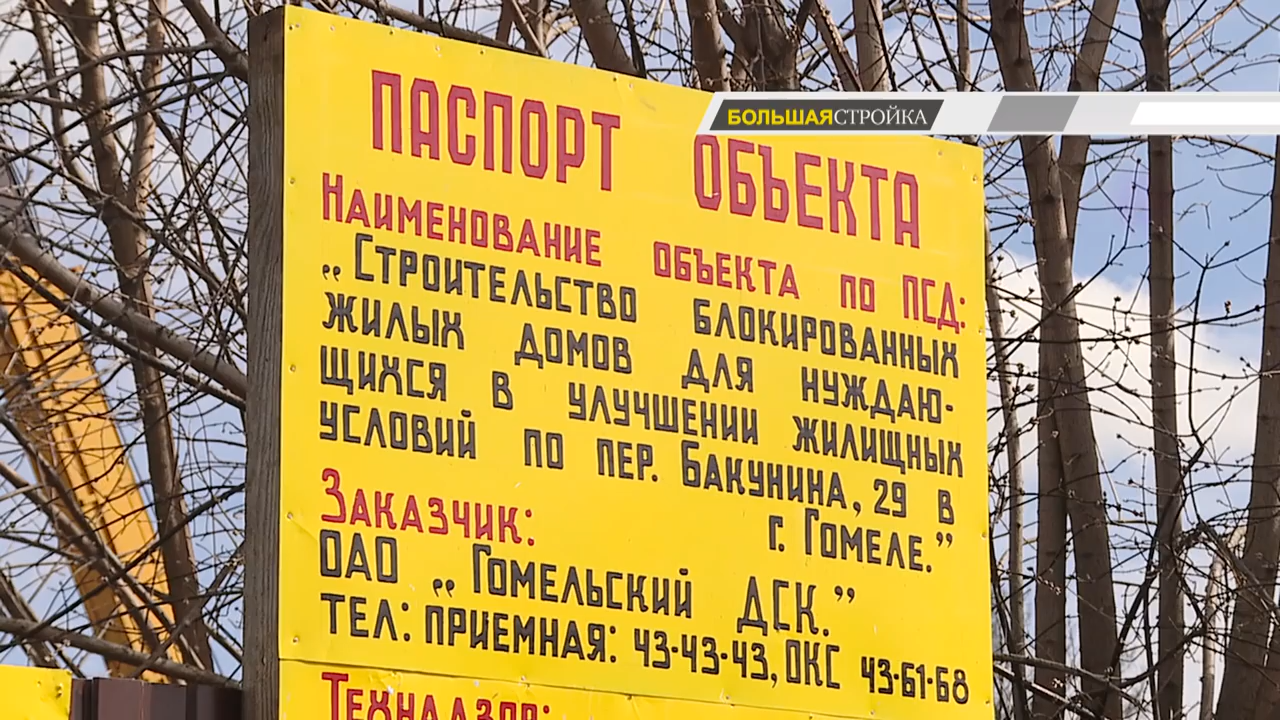 БОЛЬШАЯСТРОЙКА
ПАСПОРТ ОБЪЕКТА
НАИМЕНОВАНИЕ ОБЪЕКТА ПО ПСД:
„СТРОИТЕЛЬСТВО БЛОКИРОВАННЫХ
ЖИЛЫХ ДОМОВ ДЛЯ НУЖДАЮ-
ЩИХСЯ В УЛУЧШЕНИИ ЖИЛИЩНЫХ
УСЛОВИЙ ПО ПЕР. БАКУНИНА, 29 В
Г. ГОМЕЛЕ.”
ЗАКАЗЧИК:
ОАО „ГОМЕЛЬСКИЙ ДСК.”
ТЕЛ: ПРИЕМНАЯ: 43-43-43, ОКС 43-61-68
ТЕХНАДЗОР: